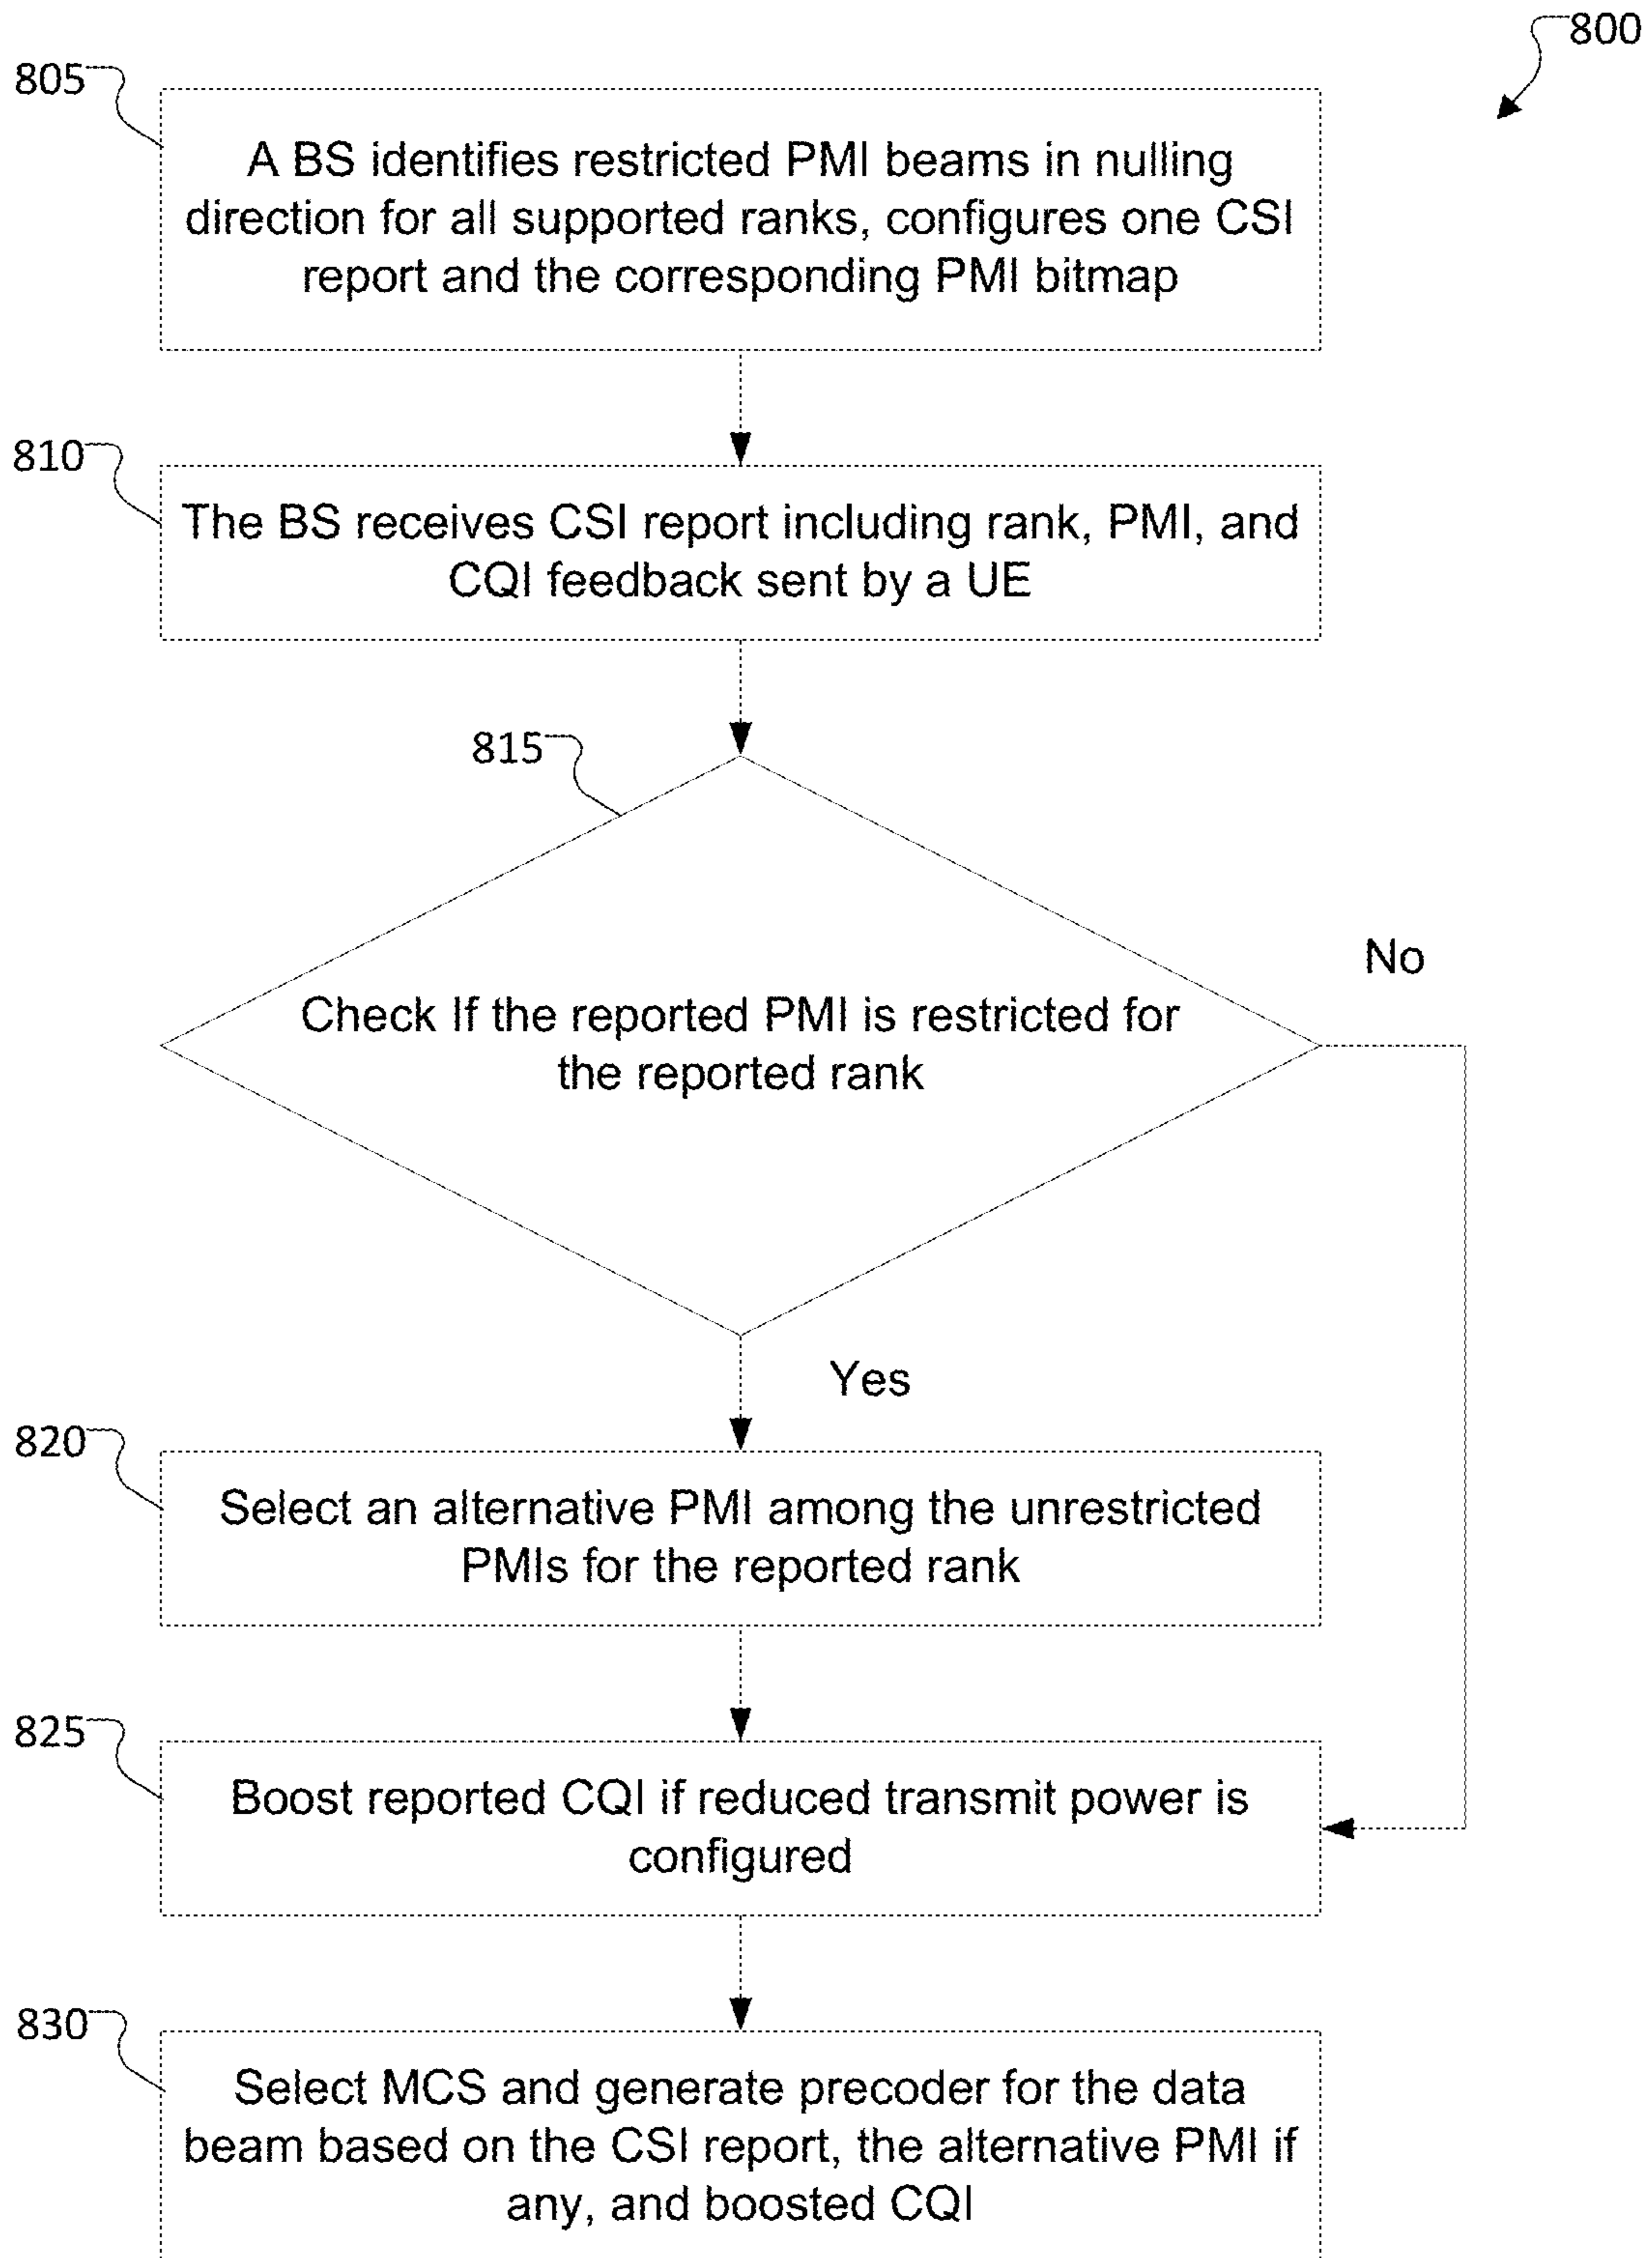 800
805
A BS identifies restricted PMI beams in nulling
direction for all supported ranks, configures one CSI
report and the corresponding PMI bitmap
810
The BS receives CSI report including rank, PMI, and
CQI feedback sent by a UE
815
No
Check If the reported PMI is restricted for
the reported rank
Yes
820
Select an alternative PMI among the unrestricted
PMIs for the reported rank
825
Boost reported CQI if reduced transmit power is
configured
830
Select MCS and generate precoder for the data
beam based on the CSI report, the alternative PMI if
any, and boosted CQI